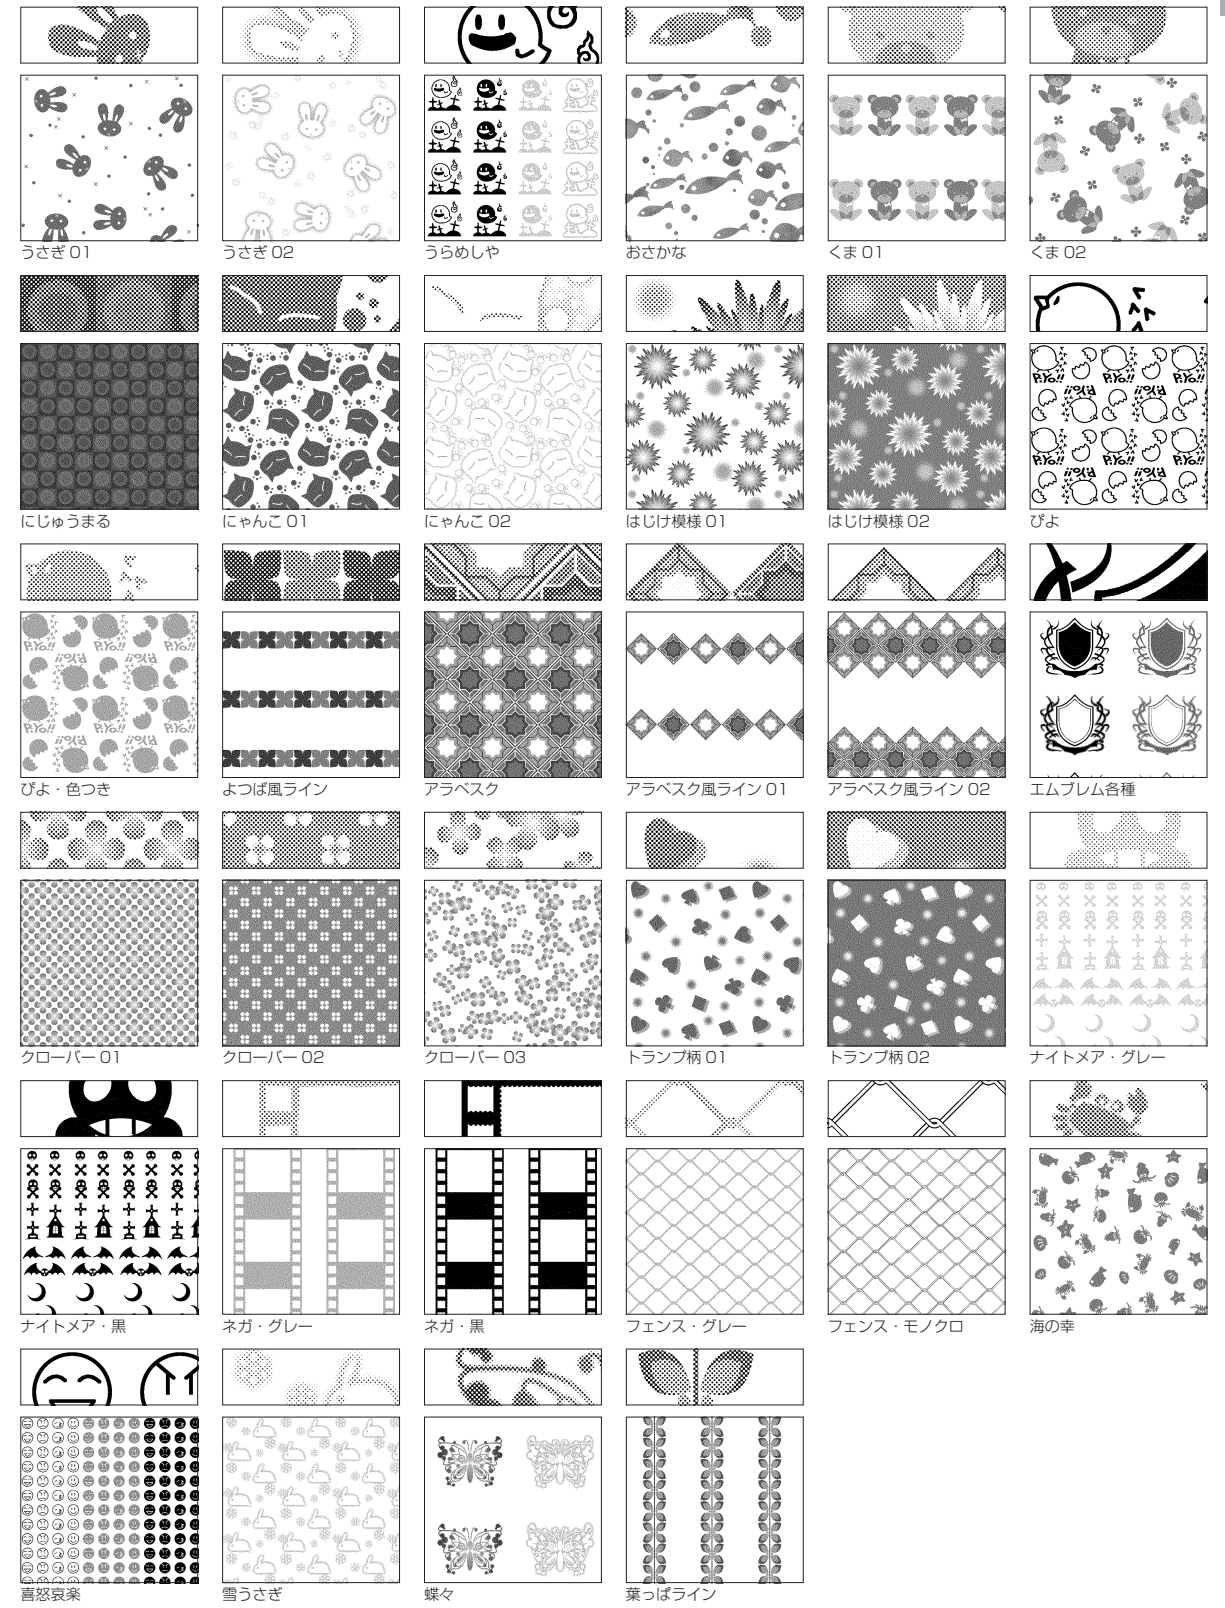 うさぎ 01
うさぎ 02
うらめしや
おさかな
くま 01
くま 02
にじゅうまる
にゃんこ 01
にゃんこ 02
はじけ模様 01
はじけ模様 02
ぴよ
ぴよ・色つき
よつば風ライン
アラベスク
アラベスク風ライン 01
アラベスク風ライン 02
エムブレム各種
クローバー 01
クローバー 02
クローバー 03
トランプ柄 01
トランプ柄 02
ナイトメア・グレー
ナイトメア・黒
ネガ・グレー
ネガ・黒
フェンス・グレー
フェンス・モノクロ
海の幸
喜怒哀楽
雪うさぎ
蝶々
葉っぱライン